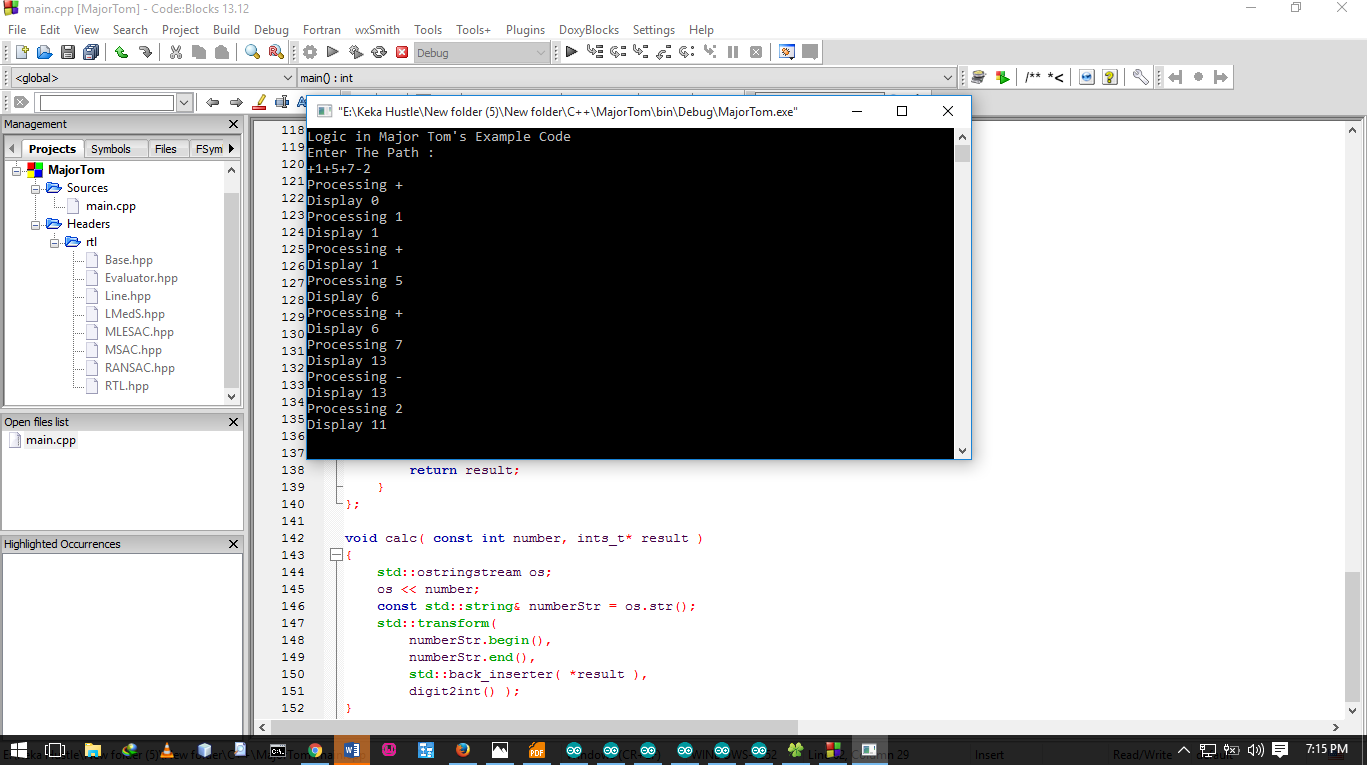 main.cpp [MajorTom] - Code::Blocks 13.12
File Edit View Search Project Build Debug Fortran wxSmith Tools Tools+ Plugins DoxyBlocks Settings Help
Debug
<global> main() : int
/** *<
Management
Projects Symbols Files FSym
MajorTom
Sources
main.cpp
Headers
rtl
Base.hpp
Evaluator.hpp
Line.hpp
LMedS.hpp
MLESAC.hpp
MSAC.hpp
RANSAC.hpp
RTL.hpp
Open files list
main.cpp
Highlighted Occurrences
"E:\Keka Hustle\New folder (5)\New folder\C++\MajorTom\bin\Debug\MajorTom.exe"
Logic in Major Tom's Example Code
Enter The Path :
+1+5+7-2
Processing +
Display 0
Processing 1
Display 1
Processing +
Display 1
Processing 5
Display 6
Processing +
Display 6
Processing 7
Display 13
Processing -
Display 13
Processing 2
Display 11
118
119
120
121
122
123
124
125
126
127
128
129
130
131
132
133
134
135
136
137
138 return result;
139 }
140 };
141
142 void calc( const int number, ints_t* result )
143 {
144 std::ostringstream os;
145 os << number;
146 const std::string& numberStr = os.str();
147 std::transform(
148 numberStr.begin(),
149 numberStr.end(),
150 std::back_inserter( *result ),
151 digit2int() );
152 }
Insert Read/Write default
7:15 PM